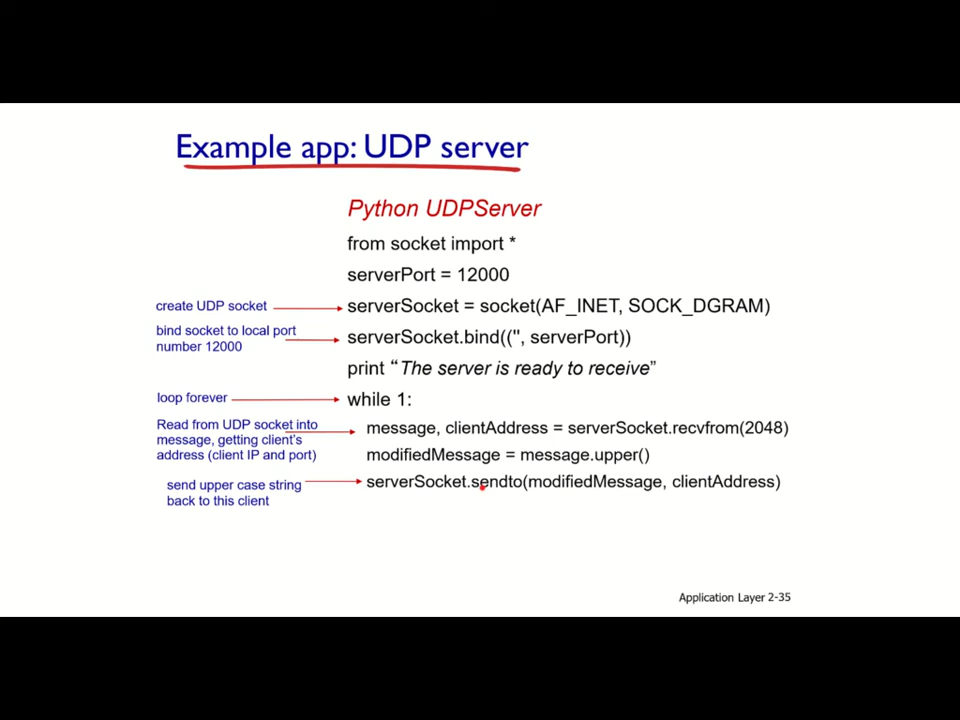 Example app: UDP server
Python UDPServer
from socket import *
serverPort = 12000
create UDP socket
serverSocket = socket(AF_INET, SOCK_DGRAM)
bind socket to local port
number 12000
serverSocket.bind(('', serverPort))
print “The server is ready to receive”
loop forever
while 1:
Read from UDP socket into
message, getting client's
address (client IP and port)
message, clientAddress = serverSocket.recvfrom(2048)
modifiedMessage = message.upper()
send upper case string
back to this client
serverSocket.sendto(modifiedMessage, clientAddress)
Application Layer 2-35